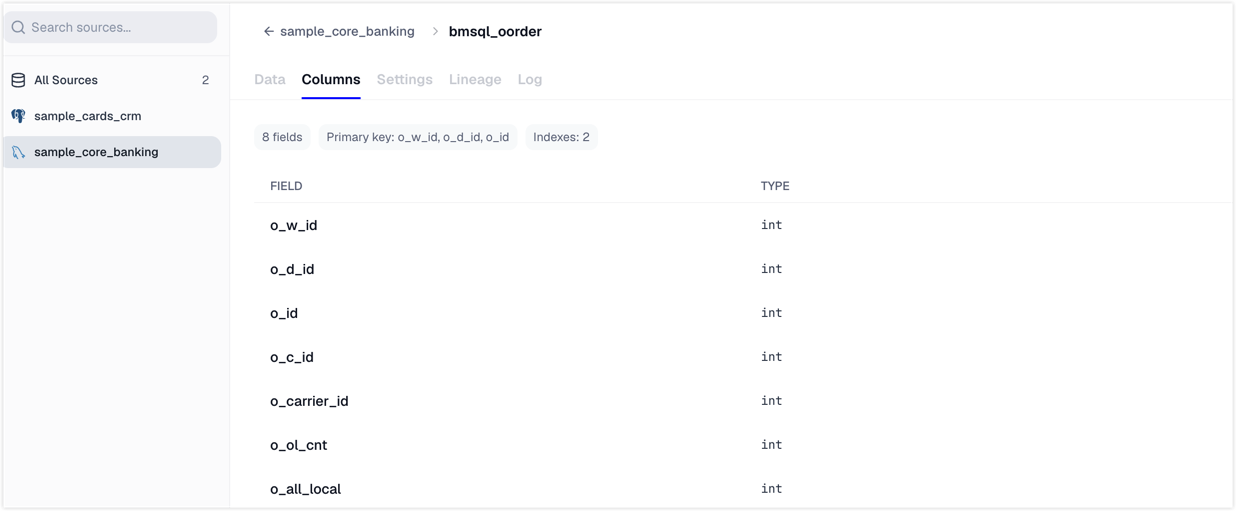 Search sources...
All Sources 2
sample_cards_crm
sample_core_banking
sample_core_banking bmsql_oorder
Data Columns Settings Lineage Log
8 fields Primary key: o_w_id, o_d_id, o_id Indexes: 2
FIELD TYPE
o_w_id int
o_d_id int
o_id int
o_c_id int
o_carrier_id int
o_ol_cnt int
o_all_local int